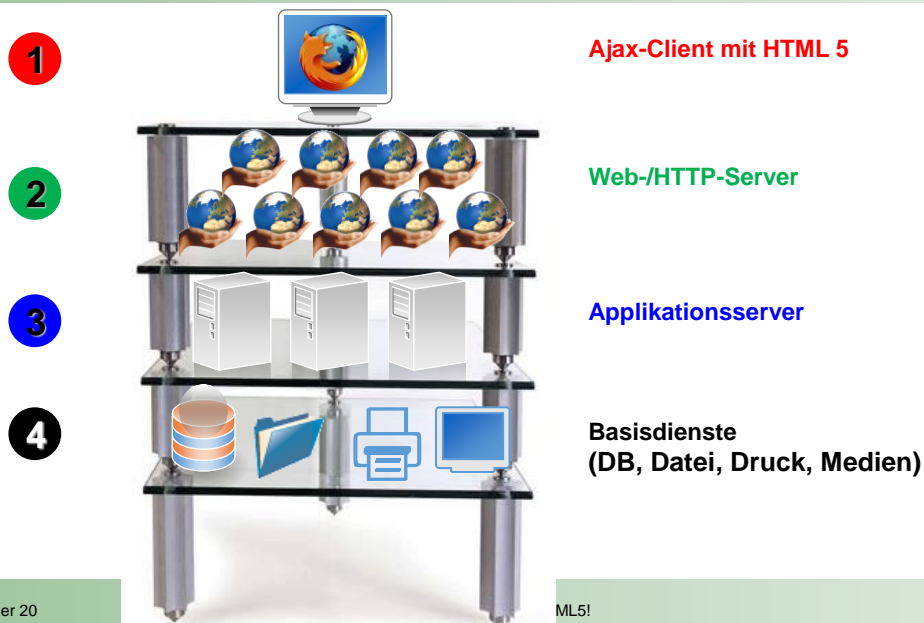 1
Ajax-Client mit HTML 5
2
Web-/HTTP-Server
3
Applikationsserver
4
Basisdienste
(DB, Datei, Druck, Medien)
er 20
ML5!